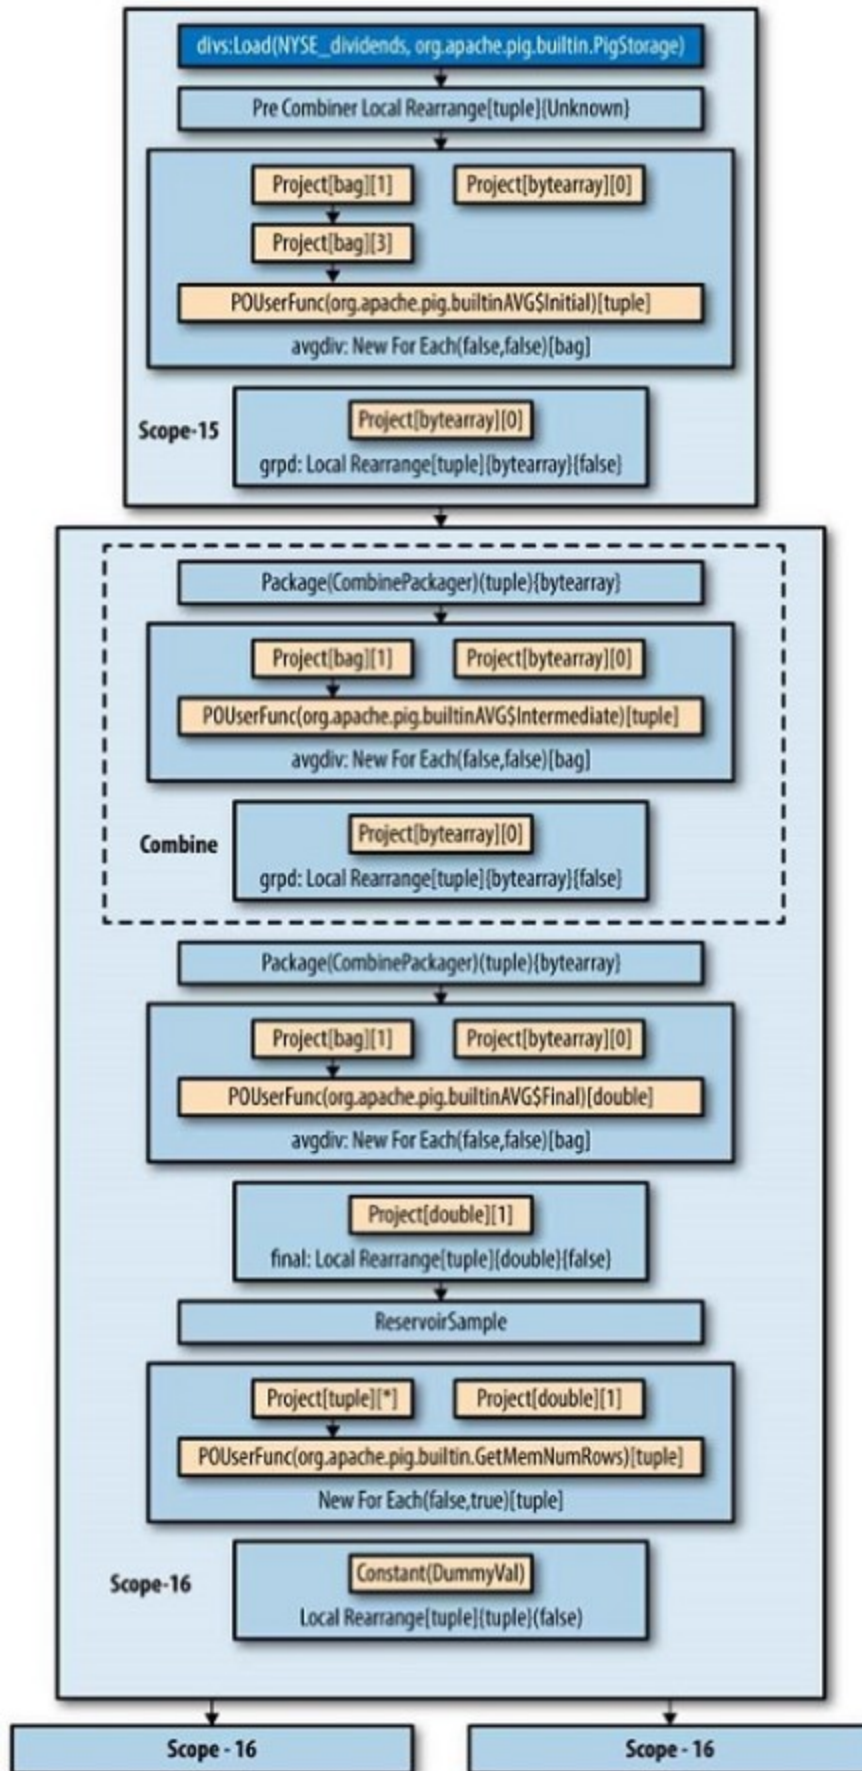 divs:Load(NYSE_dividends, org.apache.pig.builtin.PigStorage)
Pre Combiner Local Rearrange[tuple]{Unknown}
Project[bag][1]
Project[bytearray][0]
Project[bag][3]
POUserFunc(org.apache.pig.builtinAVG$Initial)[tuple]
avgdiv: New For Each(false,false)[bag]
Project[bytearray][0]
Scope-15
grpd: Local Rearrange[tuple]{bytearray}{false}
Package(CombinePackager)(tuple){bytearray}
Project[bag][1]
Project[bytearray][0]
POUserFunc(org.apache.pig.builtinAVG$Intermediate)[tuple]
avgdiv: New For Each(false,false)[bag]
Project[bytearray][0]
Combine
grpd: Local Rearrange[tuple]{bytearray}{false}
Package(CombinePackager)(tuple){bytearray}
Project[bag][1]
Project[bytearray][0]
POUserFunc(org.apache.pig.builtinAVG$Final)[double]
avgdiv: New For Each(false,false)[bag]
Project[double][1]
final: Local Rearrange[tuple]{double}{false}
ReservoirSample
Project[tuple][*]
Project[double][1]
POUserFunc(org.apache.pig.builtin.GetMemNumRows)[tuple]
New For Each(false,true)[tuple]
Constant(DummyVal)
Scope-16
Local Rearrange[tuple]{tuple}(false)
Scope - 16
Scope - 16